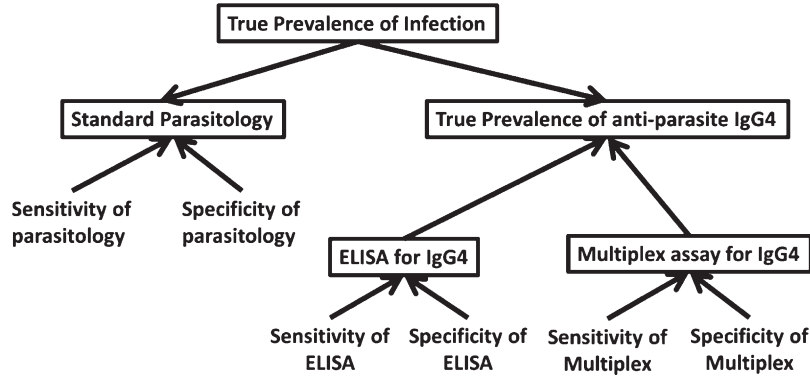 True Prevalence of Infection
Standard Parasitology
True Prevalence of anti-parasite IgG4
Sensitivity of
parasitology
Specificity of
parasitology
ELISA for IgG4
Multiplex assay for IgG4
Sensitivity of
ELISA
Specificity of
ELISA
Sensitivity of
Multiplex
Specificity of
Multiplex